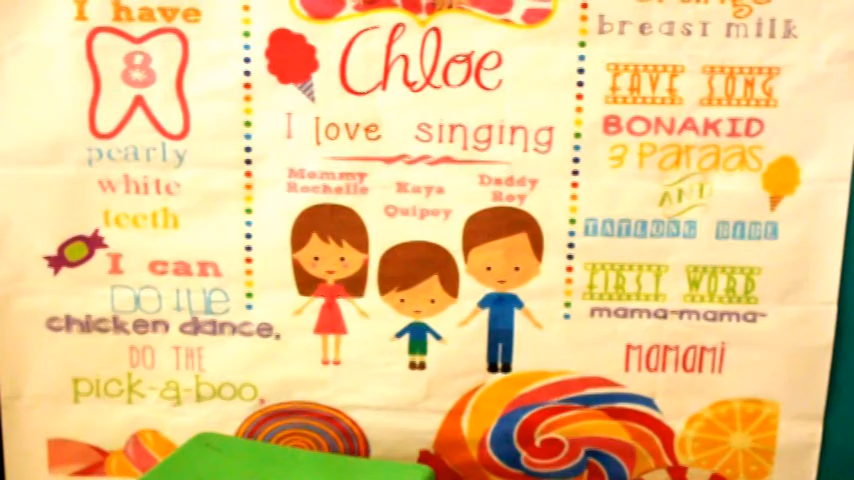 I have
8
pearly
white
teeth
I can
DO THE
chicken dance,
DO THE
pick-a-boo,
Chloe
I love singing
Mommy
Rochelle
Kuya
Quipoy
Daddy
Roy
breast milk
FAVE SONG
BONAKID
3 PaRaaS
AND
TATLONG BIBE
FIRST WORD
mama-mama-
MAMAMI